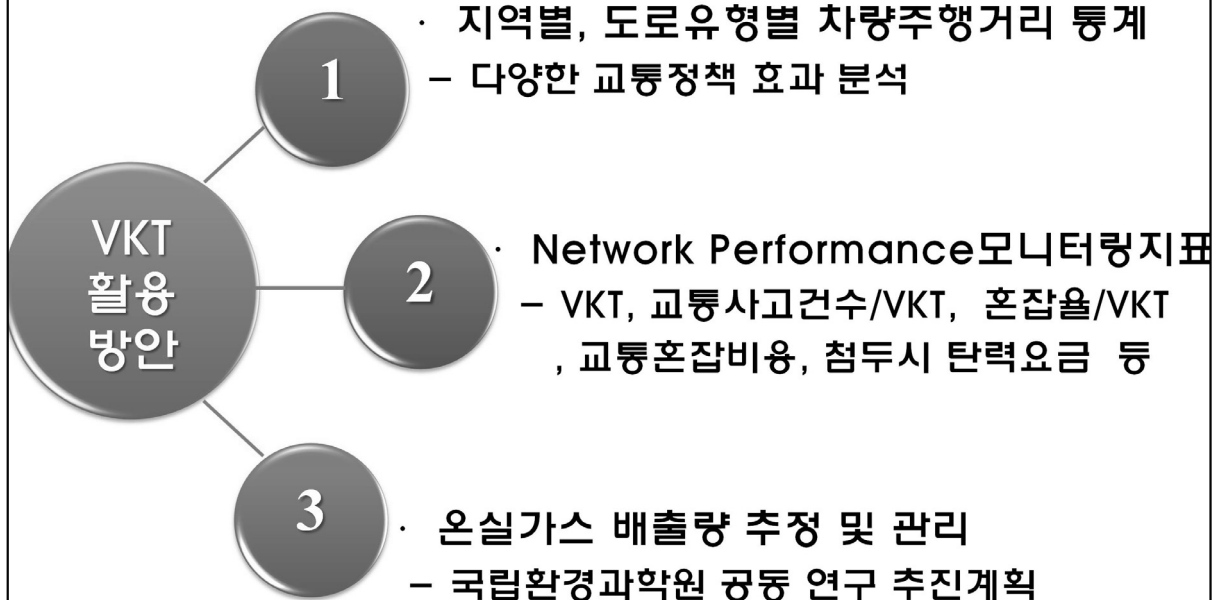 VKT
활용
방안
1
· 지역별, 도로유형별 차량주행거리 통계
– 다양한 교통정책 효과 분석
2
· Network Performance모니터링지표
– VKT, 교통사고건수/VKT, 혼잡율/VKT
, 교통혼잡비용, 첨두시 탄력요금 등
3
· 온실가스 배출량 추정 및 관리
– 국립환경과학원 공동 연구 추진계획